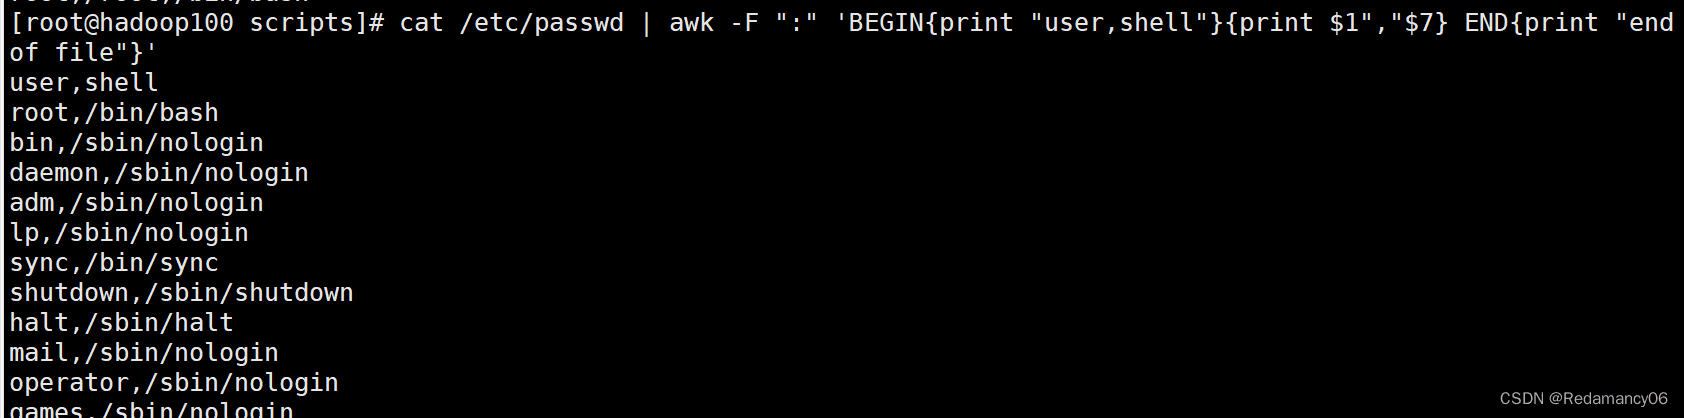 [root@hadoop100 scripts]# cat /etc/passwd | awk -F ":" 'BEGIN{print "user,shell"}{print $1","$7} END{print "end
of file"}'
user,shell
root,/bin/bash
bin,/sbin/nologin
daemon,/sbin/nologin
adm,/sbin/nologin
lp,/sbin/nologin
sync,/bin/sync
shutdown,/sbin/shutdown
halt,/sbin/halt
mail,/sbin/nologin
operator,/sbin/nologin
games,/sbin/nologin
CSDN @Redamancy06